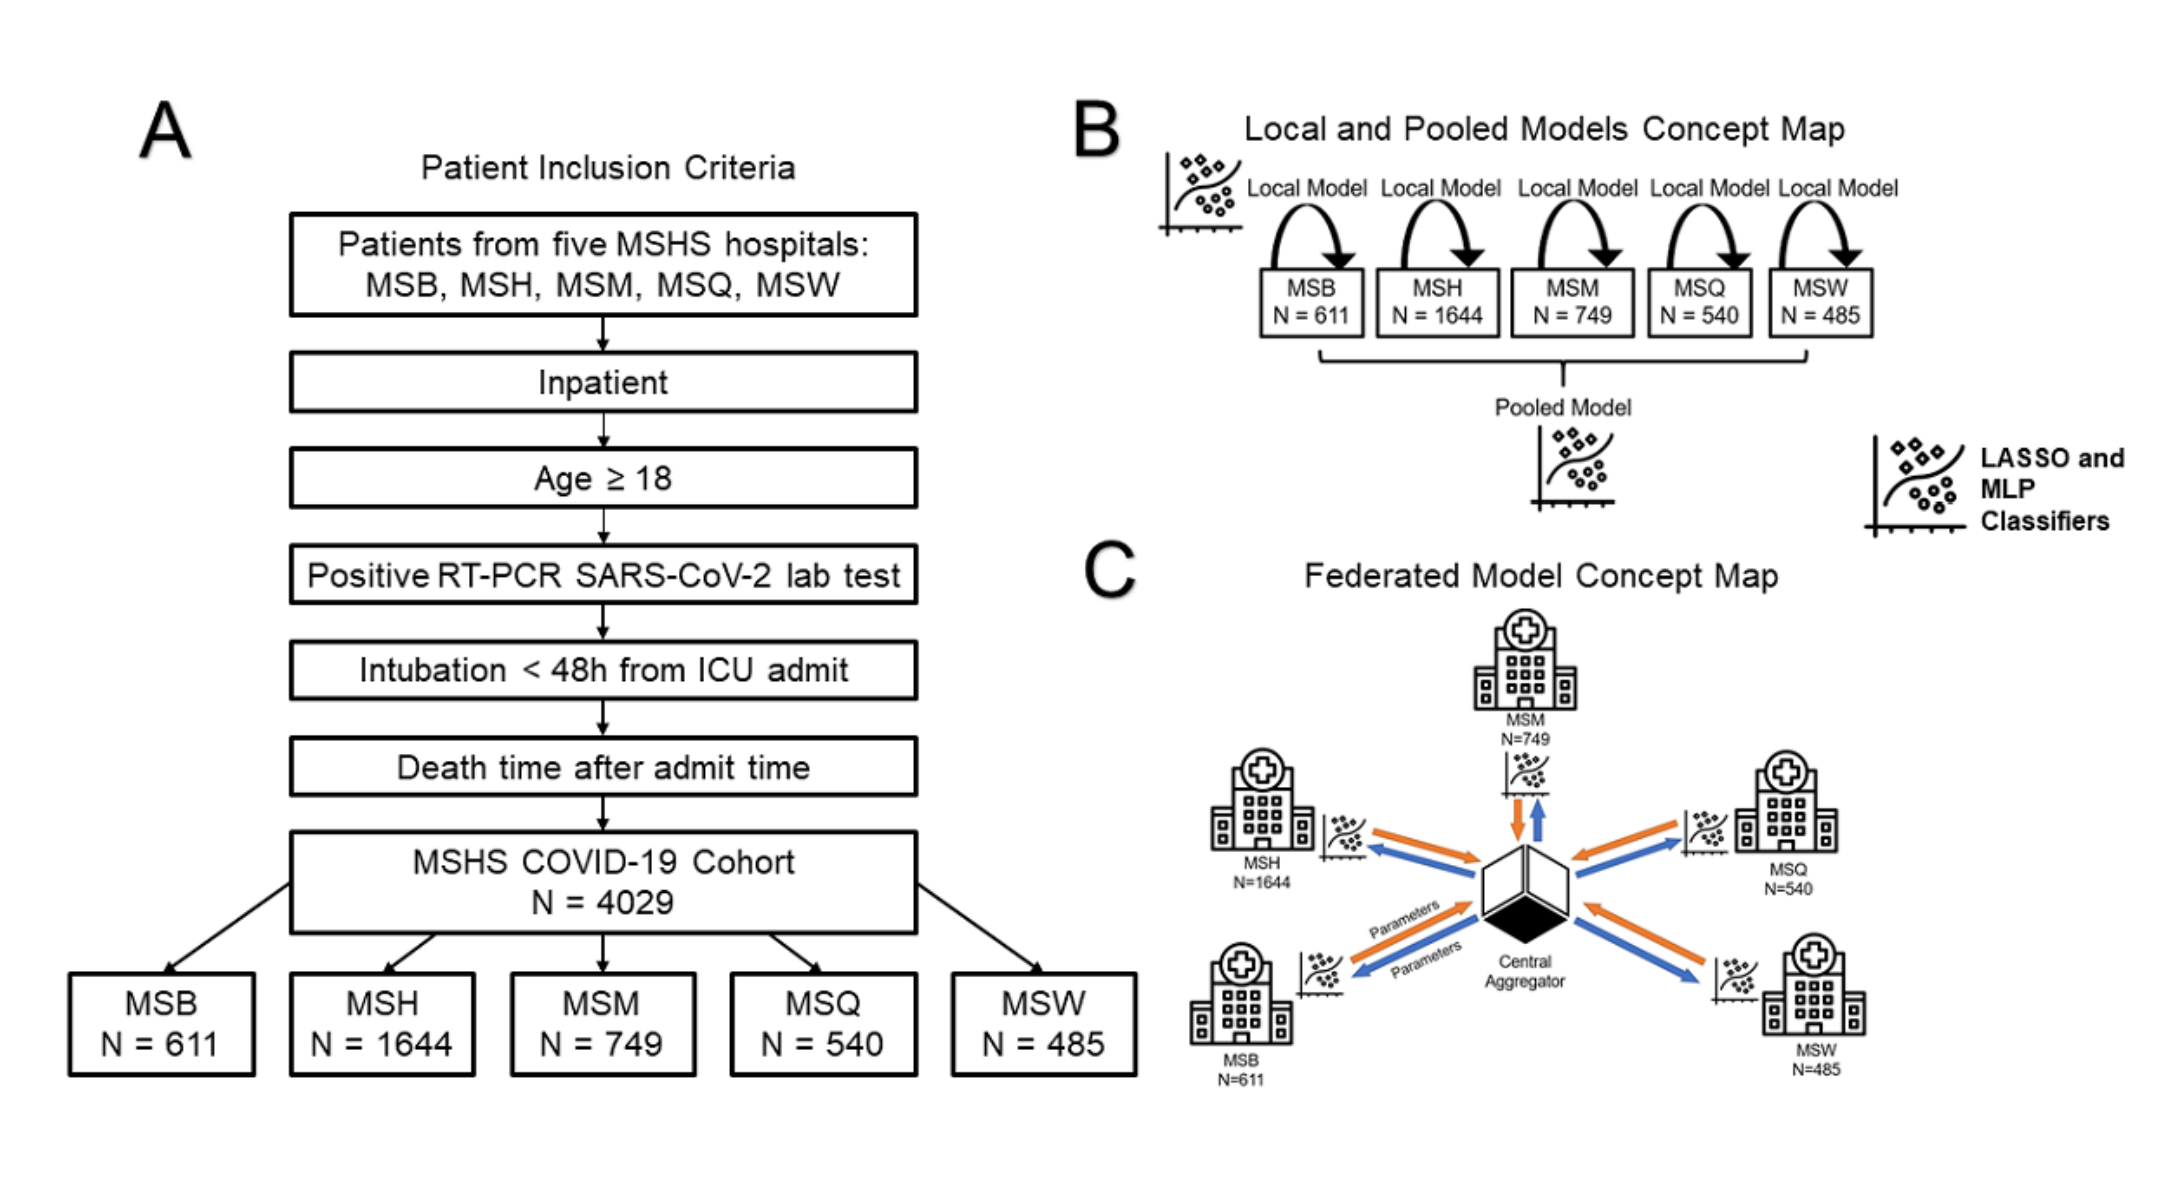 A
Patient Inclusion Criteria
Patients from five MSHS hospitals:
MSB, MSH, MSM, MSQ, MSW
Inpatient
Age ≥ 18
Positive RT-PCR SARS-CoV-2 lab test
Intubation < 48h from ICU admit
Death time after admit time
MSHS COVID-19 Cohort
N = 4029
MSB
N = 611
MSH
N = 1644
MSM
N = 749
MSQ
N = 540
MSW
N = 485
B
Local and Pooled Models Concept Map
Local Model
Local Model
Local Model
Local Model
Local Model
MSB
N = 611
MSH
N = 1644
MSM
N = 749
MSQ
N = 540
MSW
N = 485
Pooled Model
LASSO and
MLP
Classifiers
C
Federated Model Concept Map
MSM
N=749
MSH
N=1644
MSQ
N=540
Parameters
Parameters
Central
Aggregator
MSB
N=611
MSW
N=485